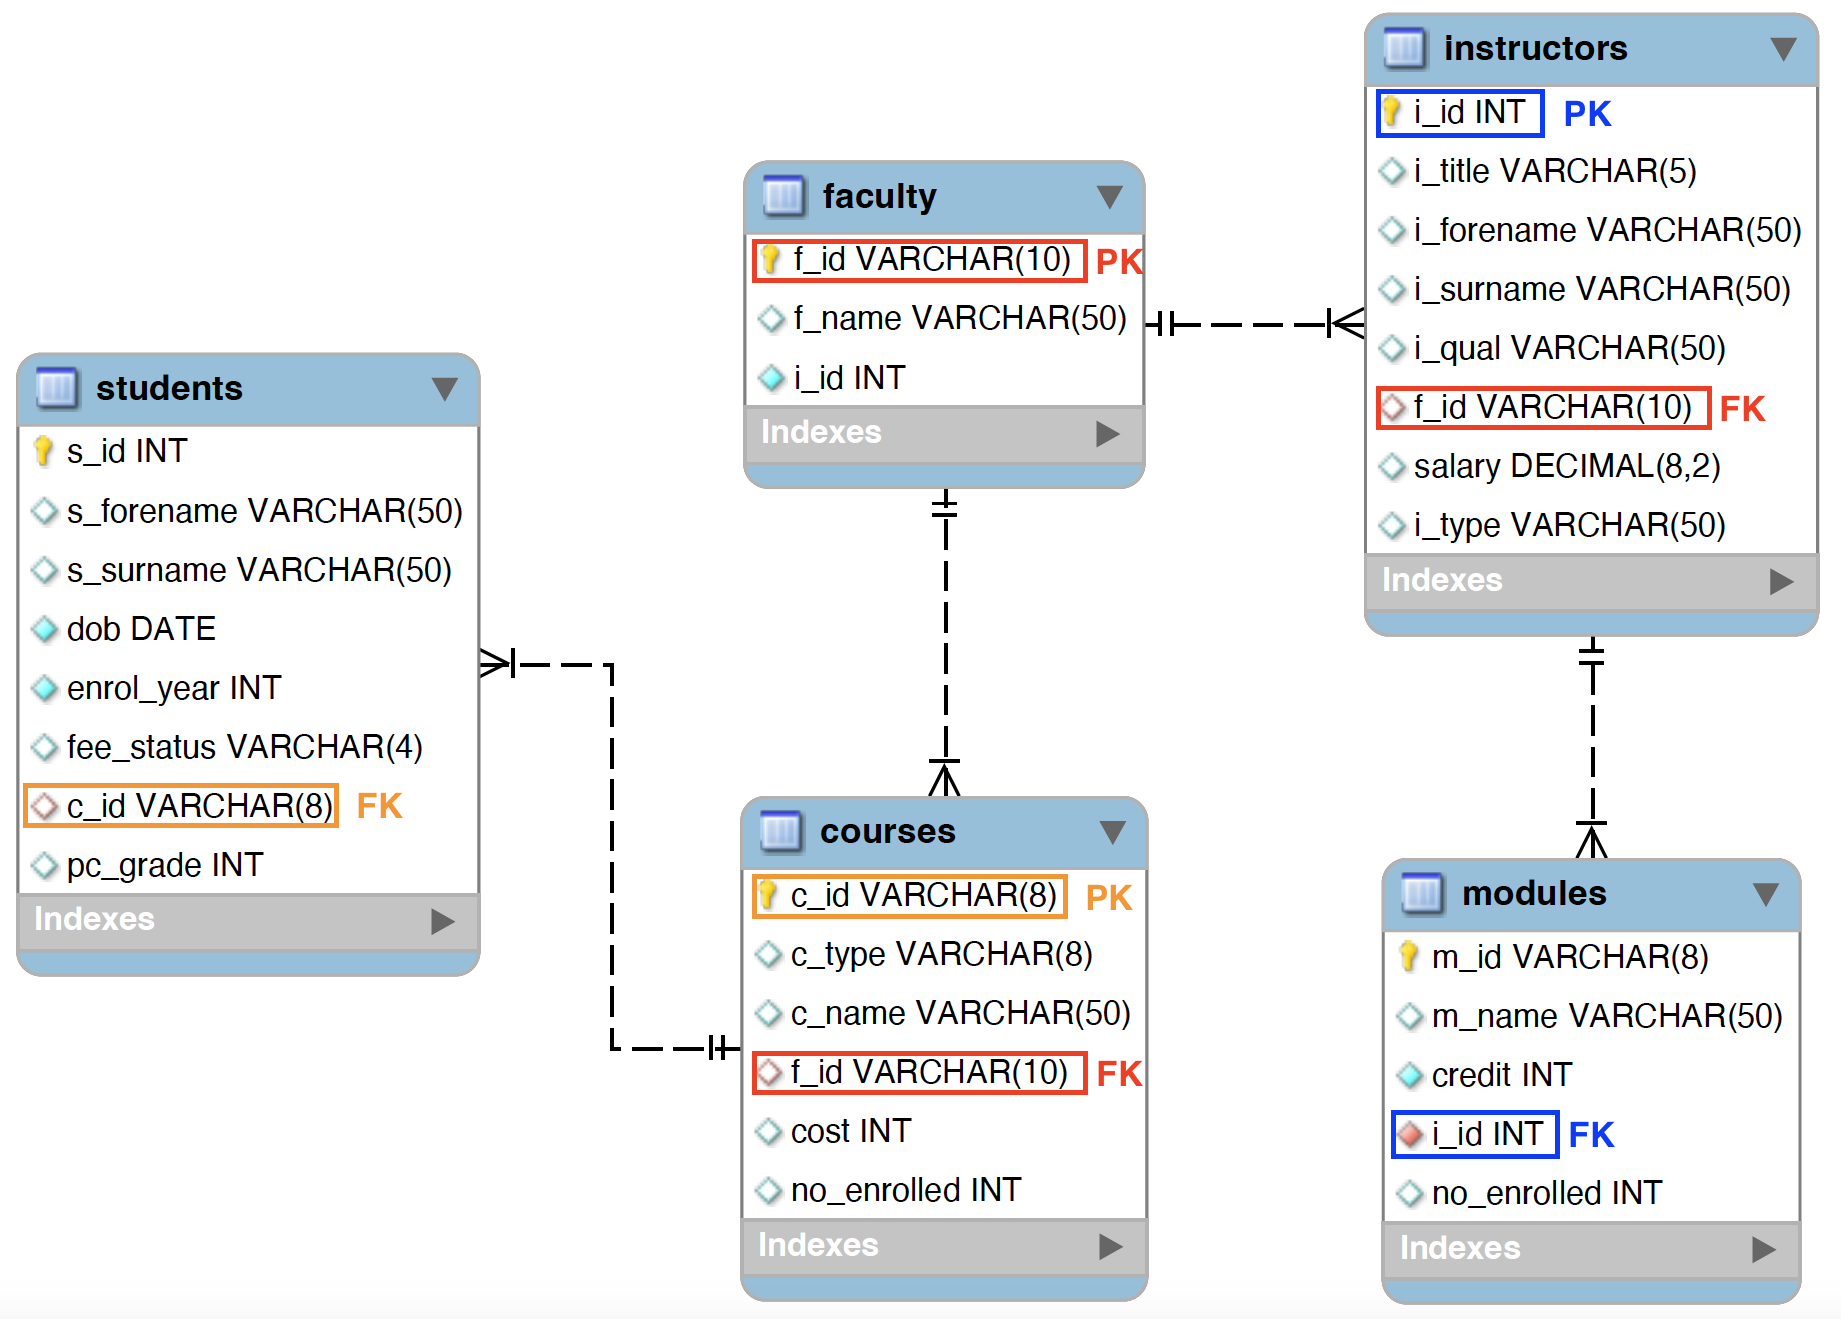 students
s_id INT
s_forename VARCHAR(50)
s_surname VARCHAR(50)
dob DATE
enrol_year INT
fee_status VARCHAR(4)
c_id VARCHAR(8) FK
pc_grade INT
Indexes
faculty
f_id VARCHAR(10) PK
f_name VARCHAR(50)
i_id INT
Indexes
courses
c_id VARCHAR(8) PK
c_type VARCHAR(8)
c_name VARCHAR(50)
f_id VARCHAR(10) FK
cost INT
no_enrolled INT
Indexes
instructors
i_id INT PK
i_title VARCHAR(5)
i_forename VARCHAR(50)
i_surname VARCHAR(50)
i_qual VARCHAR(50)
f_id VARCHAR(10) FK
salary DECIMAL(8,2)
i_type VARCHAR(50)
Indexes
modules
m_id VARCHAR(8)
m_name VARCHAR(50)
credit INT
i_id INT FK
no_enrolled INT
Indexes